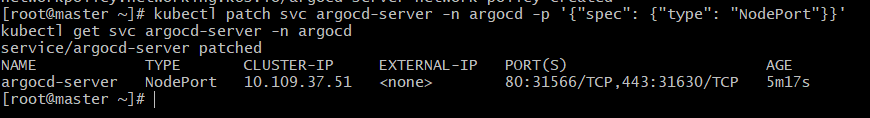 [root@master ~]# kubectl patch svc argocd-server -n argocd -p '{"spec": {"type": "NodePort"}}'
kubectl get svc argocd-server -n argocd
service/argocd-server patched
NAME            TYPE       CLUSTER-IP     EXTERNAL-IP   PORT(S)                      AGE
argocd-server   NodePort   10.109.37.51   <none>        80:31566/TCP,443:31630/TCP   5m17s
[root@master ~]#